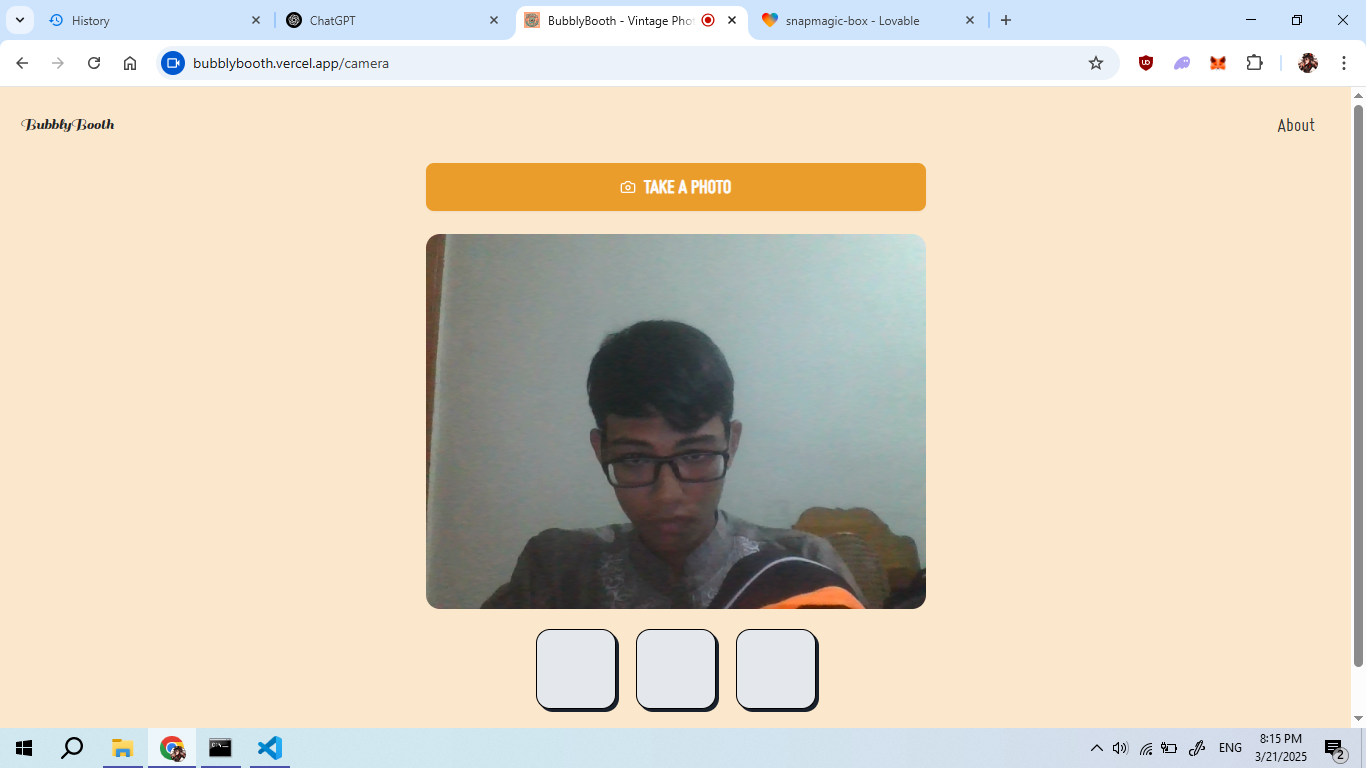 History
ChatGPT
BubblyBooth - Vintage Pho
snapmagic-box - Lovable
bubblybooth.vercel.app/camera
BubblyBooth
About
TAKE A PHOTO
ENG
8:15 PM
3/21/2025
2